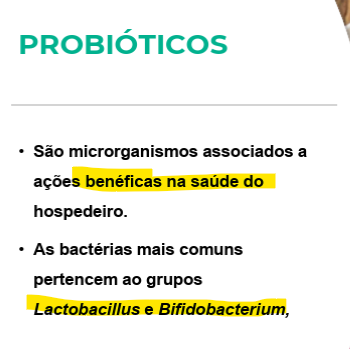 PROBIÓTICOS
• São microrganismos associados a
ações benéficas na saúde do
hospedeiro.
• As bactérias mais comuns
pertencem ao grupos
Lactobacillus e Bifidobacterium,